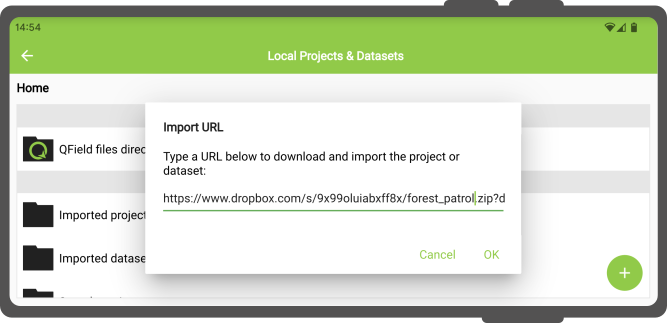 14:54
Local Projects & Datasets
Home
Import URL
QField files direc
Type a URL below to download and import the project or
dataset:
https://www.dropbox.com/s/9x99oluiabxff8x/forest_patrol.zip?d
Imported project
Imported datase
Cancel OK